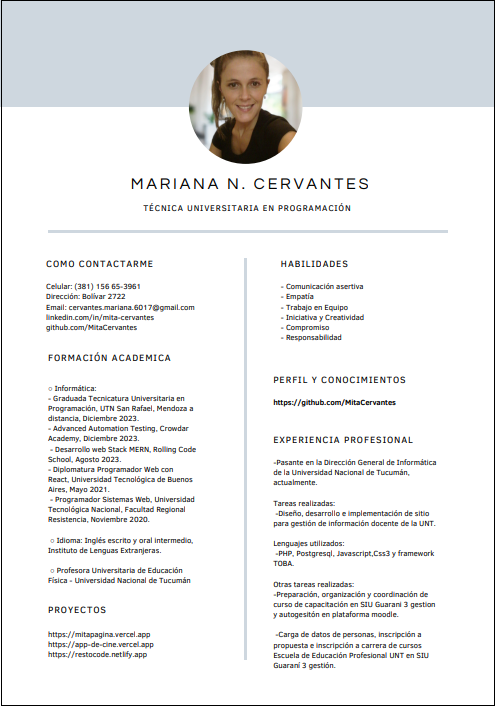 MARIANA N. CERVANTES
TÉCNICA UNIVERSITARIA EN PROGRAMACIÓN
COMO CONTACTARME
Celular: (381) 156 65-3961
Dirección: Bolívar 2722
Email: cervantes.mariana.6017@gmail.com
linkedin.com/in/mita-cervantes
github.com/MitaCervantes
FORMACIÓN ACADEMICA
○ Informática:
- Graduada Tecnicatura Universitaria en
Programación, UTN San Rafael, Mendoza a
distancia, Diciembre 2023.
- Advanced Automation Testing, Crowdar
Academy, Diciembre 2023.
- Desarrollo web Stack MERN, Rolling Code
School, Agosto 2023.
- Diplomatura Programador Web con
React, Universidad Tecnológica de Buenos
Aires, Mayo 2021.
- Programador Sistemas Web, Universidad
Tecnológica Nacional, Facultad Regional
Resistencia, Noviembre 2020.
○ Idioma: Inglés escrito y oral intermedio,
Instituto de Lenguas Extranjeras.
○ Profesora Universitaria de Educación
Física - Universidad Nacional de Tucumán
PROYECTOS
https://mitapagina.vercel.app
https://app-de-cine.vercel.app
https://restocode.netlify.app
HABILIDADES
- Comunicación asertiva
- Empatía
- Trabajo en Equipo
- Iniciativa y Creatividad
- Compromiso
- Responsabilidad
PERFIL Y CONOCIMIENTOS
https://github.com/MitaCervantes
EXPERIENCIA PROFESIONAL
-Pasante en la Dirección General de Informática
de la Universidad Nacional de Tucumán,
actualmente.
Tareas realizadas:
-Diseño, desarrollo e implementación de sitio
para gestión de información docente de la UNT.
Lenguajes utilizados:
-PHP, Postgresql, Javascript,Css3 y framework
TOBA.
Otras tareas realizadas:
-Preparación, organización y coordinación de
curso de capacitación en SIU Guarani 3 gestion
y autogesitón en plataforma moodle.
-Carga de datos de personas, inscripción a
propuesta e inscripción a carrera de cursos
Escuela de Educación Profesional UNT en SIU
Guaraní 3 gestión.